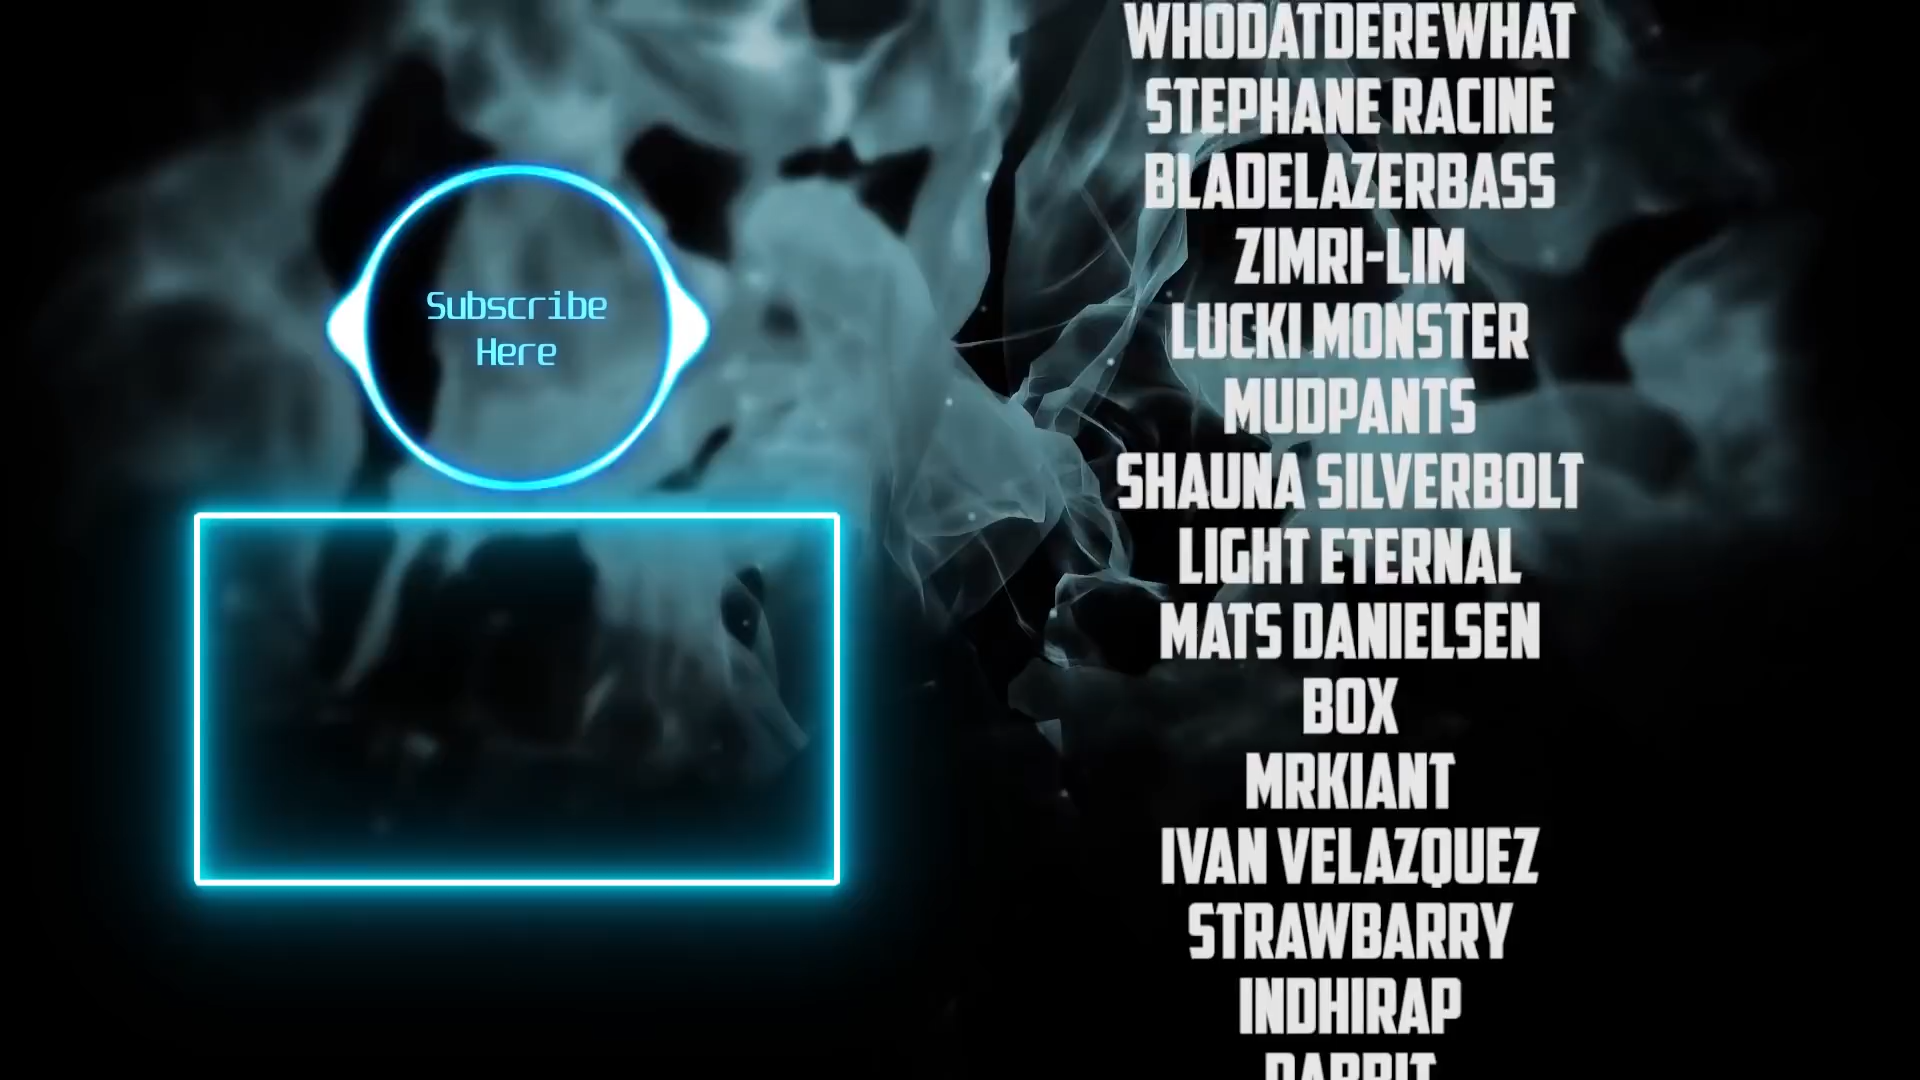 Subscribe
Here
WHODATDEREWHAT
STEPHANE RACINE
BLADELAZERBASS
ZIMRI-LIM
LUCKI MONSTER
MUDPANTS
SHAUNA SILVERBOLT
LIGHT ETERNAL
MATS DANIELSEN
BOX
MRKIANT
IVAN VELAZQUEZ
STRAWBARRY
INDHIRAP